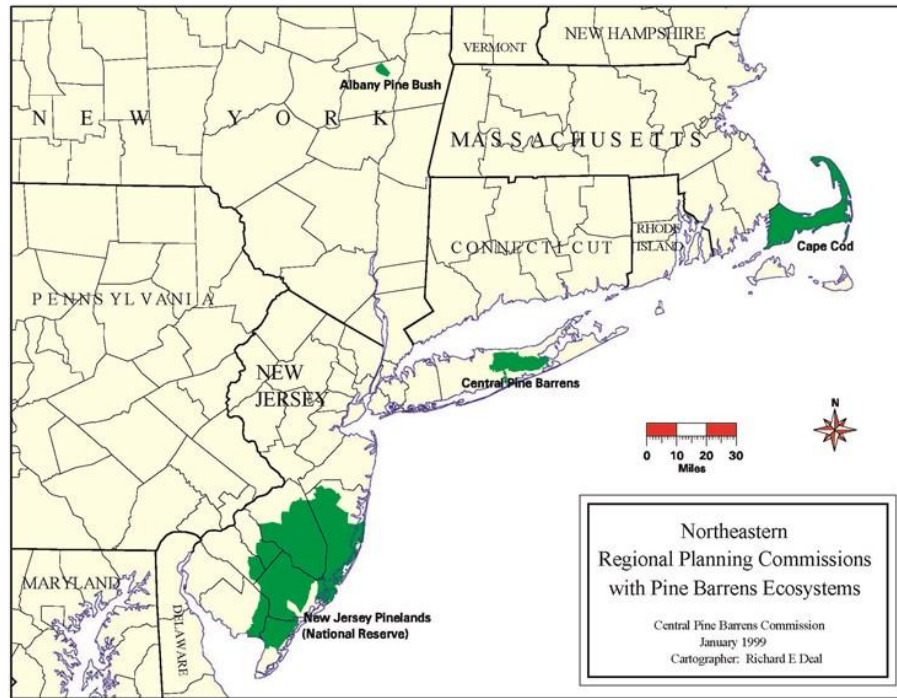 VERMONT
NEW HAMPSHIRE
Albany Pine Bush
NEW YORK
MASSACHUSETTS
CONNECTICUT
RHODE
ISLAND
Cape Cod
PENNSYLVANIA
NEW
JERSEY
Central Pine Barrens
N
0 10 20 30
Miles
New Jersey Pinelands
(National Reserve)
MARYLAND
DELAWARE
Northeastern
Regional Planning Commissions
with Pine Barrens Ecosystems
Central Pine Barrens Commission
January 1999
Cartographer: Richard E Deal